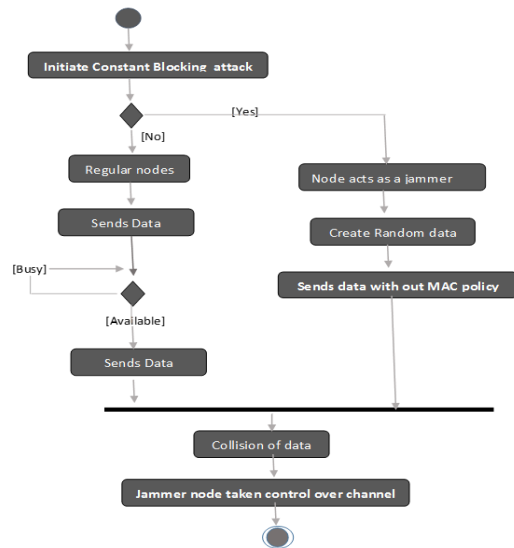 Initiate Constant Blocking attack
[Yes]
[No]
Regular nodes
Node acts as a jammer
Sends Data
Create Random data
[Busy]
Sends data with out MAC policy
[Available]
Sends Data
Collision of data
Jammer node taken control over channel